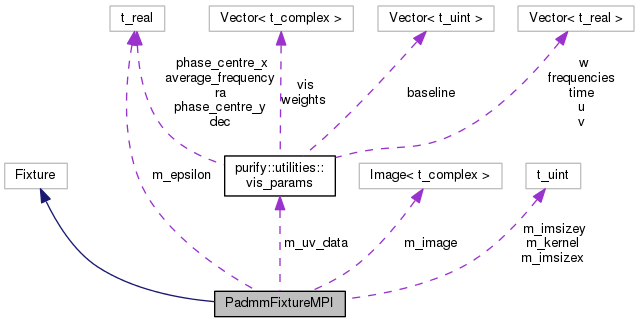 t_real
Vector< t_complex >
Vector< t_uint >
Vector< t_real >
phase_centre_x
average_frequency
ra
phase_centre_y
dec
vis
weights
baseline
w
frequencies
time
u
v
Fixture
m_epsilon
purify::utilities::
vis_params
Image< t_complex >
t_uint
m_uv_data
m_image
m_imsizey
m_kernel
m_imsizex
PadmmFixtureMPI